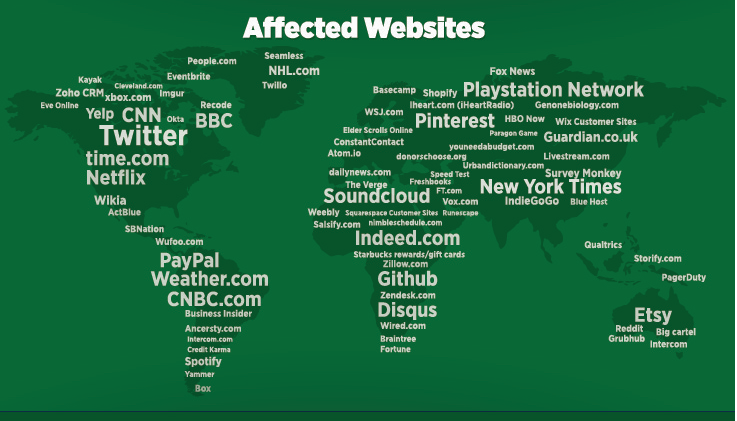 Affected Websites
People.com
Seamless
NHL.com
Kayak
Eventbrite
Cleveland.com
Twilio
Zoho CRM
xbox.com
Imgur
Eve Online
Recode
Yelp
CNN
Okta
BBC
Twitter
time.com
Netflix
Wikia
ActBlue
SBNation
Wufoo.com
PayPal
Weather.com
CNBC.com
Business Insider
Ancersty.com
Intercom.com
Credit Karma
Spotify
Yammer
Box
Fox News
Basecamp
Shopify
Playstation Network
Iheart.com (iHeartRadio)
Genonebiology.com
WSJ.com
Pinterest
HBO Now
Wix Customer Sites
Elder Scrolls Online
Paragon Game
Guardian.co.uk
ConstantContact
youneedabudget.com
Atom.io
donorschoose.org
Livestream.com
Urbandictionary.com
dailynews.com
Speed Test
Survey Monkey
The Verge
Freshbooks
New York Times
FT.com
Soundcloud
Vox.com
IndieGoGo
Blue Host
Weebly
Squarespace Customer Sites
Runescape
Salsify.com
nimbleschedule.com
Indeed.com
Starbucks rewards/gift cards
Zillow.com
Github
Zendesk.com
Disqus
Wired.com
Braintree
Fortune
Qualtrics
Storify.com
PagerDuty
Etsy
Reddit
Big cartel
Grubhub
Intercom